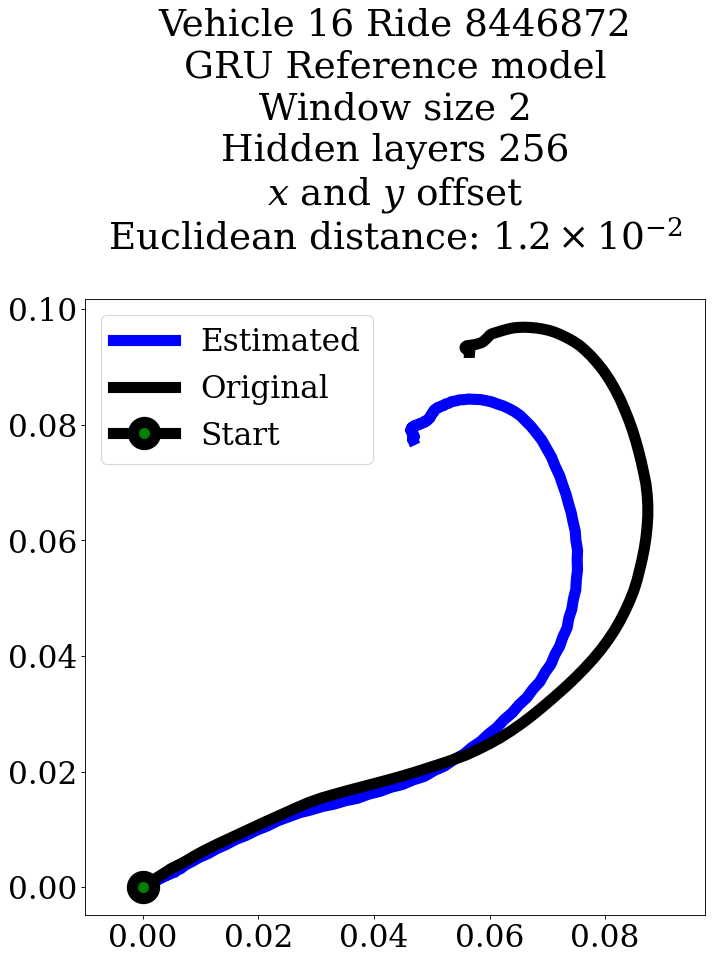 Vehicle 16 Ride 8446872
GRU Reference model
Window size 2
Hidden layers 256
x and y offset
Euclidean distance: 1.2 × 10⁻²
Estimated
Original
Start
0.10
0.08
0.06
0.04
0.02
0.00
0.00 0.02 0.04 0.06 0.08